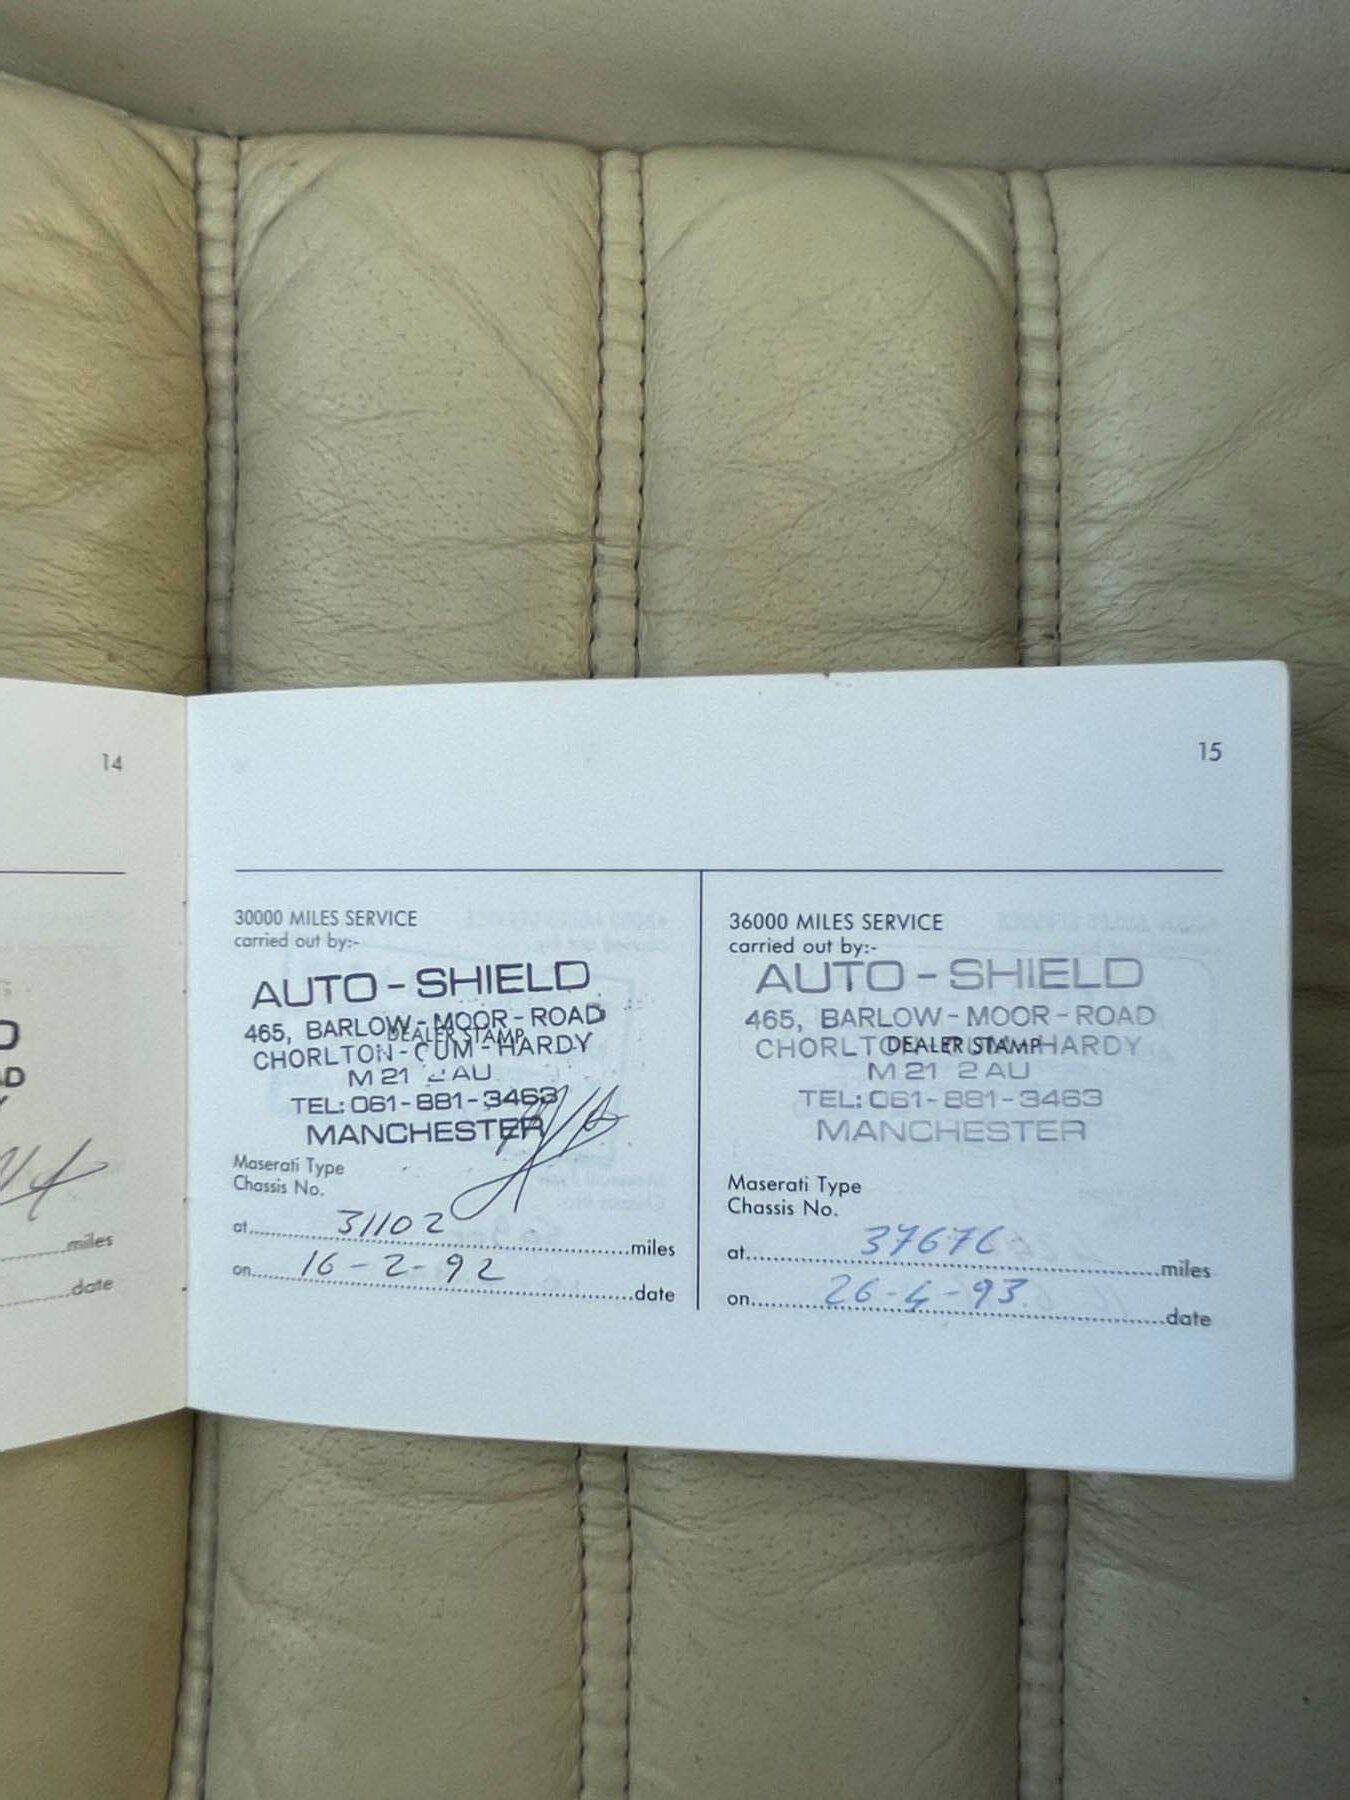 14
miles
date
15
30000 MILES SERVICE
carried out by:-
AUTO-SHIELD
465, BARLOW-MOOR-ROAD
DEALER STAMP
CHORLTON-CUM-HARDY
M21 2AU
TEL: 061-881-3463
MANCHESTER
Maserati Type
Chassis No.
at 31102 miles
on 16-2-92 date
36000 MILES SERVICE
carried out by:-
AUTO-SHIELD
465, BARLOW-MOOR-ROAD
CHORLTON-CUM-HARDY
DEALER STAMP
M21 2AU
TEL: 061-881-3463
MANCHESTER
Maserati Type
Chassis No.
at 37676 miles
on 26-4-93 date